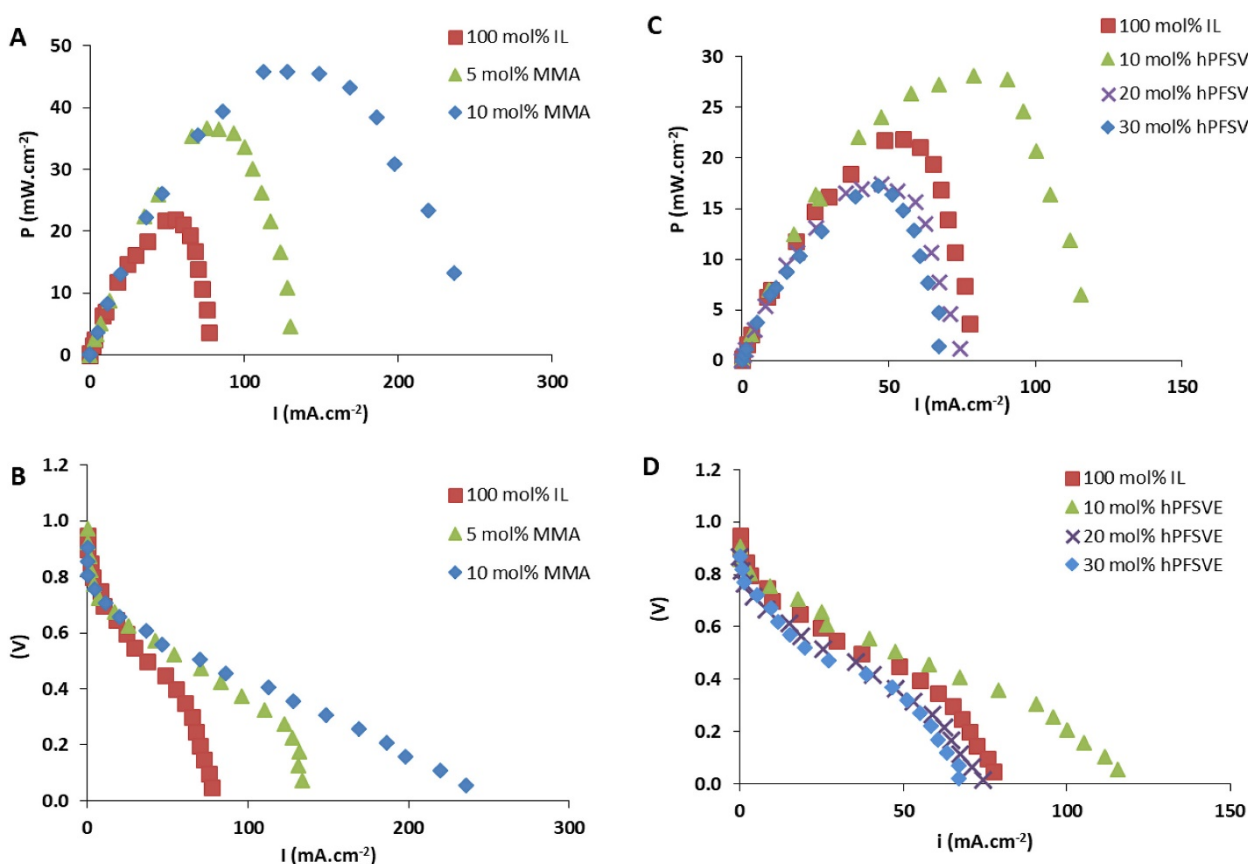 A
50
40
30
20
10
0
P (mW.cm-2)
0
100
200
300
I (mA.cm-2)
100 mol% IL
5 mol% MMA
10 mol% MMA
C
30
25
20
15
10
5
0
P (mW.cm-2)
0
50
100
150
I (mA.cm-2)
100 mol% IL
10 mol% hPFSV
20 mol% hPFSV
30 mol% hPFSV
B
1.2
1.0
0.8
0.6
0.4
0.2
0.0
(V)
0
100
200
300
I (mA.cm-2)
100 mol% IL
5 mol% MMA
10 mol% MMA
D
1.2
1.0
0.8
0.6
0.4
0.2
0.0
(V)
0
50
100
150
i (mA.cm-2)
100 mol% IL
10 mol% hPFSVE
20 mol% hPFSVE
30 mol% hPFSVE